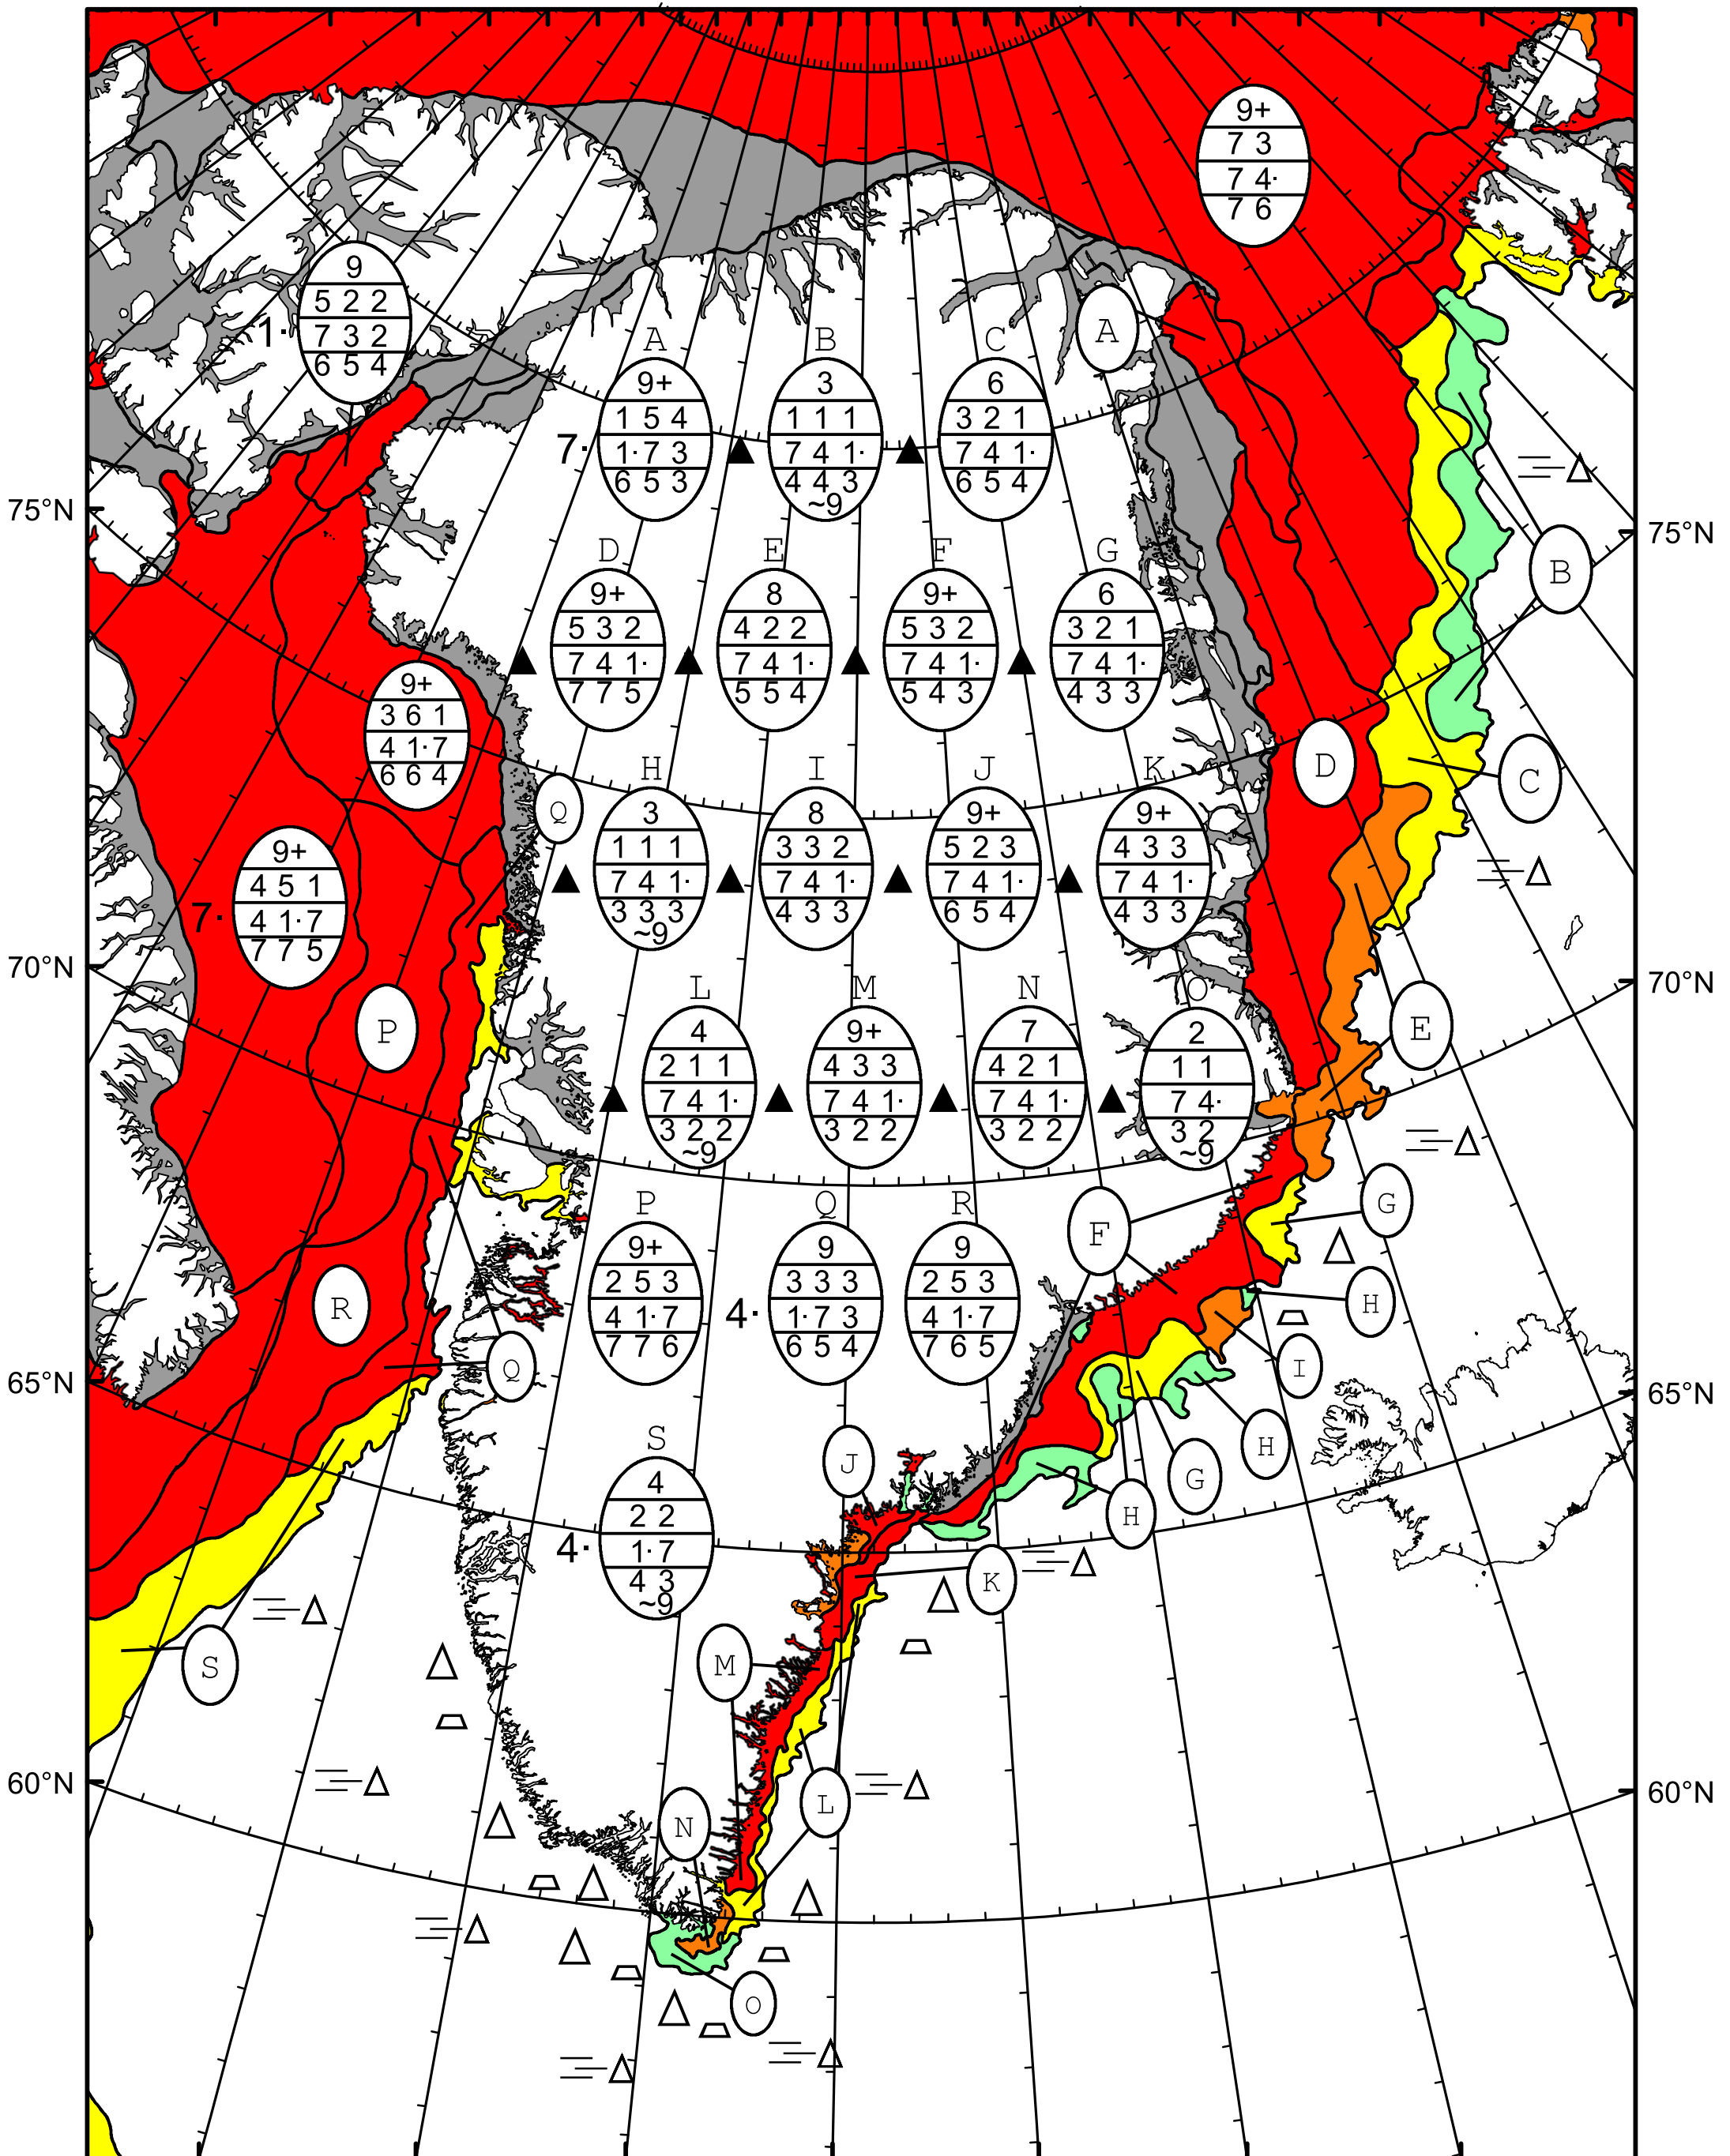 9+
7 3
7 4·
7 6
9
5 2 2
1· 7 3 2
6 5 4
A
A B C
9+ 3 6
1 5 4 1 1 1 3 2 1
7· 1·7 3 7 4 1· 7 4 1·
6 5 3 4 4 3 6 5 4
~9
75°N 75°N
D E F G
B
9+ 8 9+ 6
5 3 2 4 2 2 5 3 2 3 2 1
7 4 1· 7 4 1· 7 4 1· 7 4 1·
7 7 5 5 5 4 5 4 3 4 3 3
9+
3 6 1
4 1·7
6 6 4
D C
H I J K
Q
3 8 9+ 9+
1 1 1 3 3 2 5 2 3 4 3 3
7 4 1· 7 4 1· 7 4 1· 7 4 1·
3 3 3 4 3 3 6 5 4 4 3 3
~9
9+
4 5 1
7· 4 1·7
7 7 5
70°N 70°N
L M N O
P E
4 9+ 7 2
2 1 1 4 3 3 4 2 1 1 1
7 4 1· 7 4 1· 7 4 1· 7 4·
3 2 2 3 2 2 3 2 2 3 2
~9 ~9
P Q R
F G
9+ 9 9
2 5 3 3 3 3 2 5 3
4 1·7 4· 1·7 3 4 1·7
7 7 6 6 5 4 7 6 5
R H
Q I
65°N 65°N
S
H
J G
4
2 2
4· 1·7
4 3
~9
H
K
S M
60°N 60°N
L
N
O